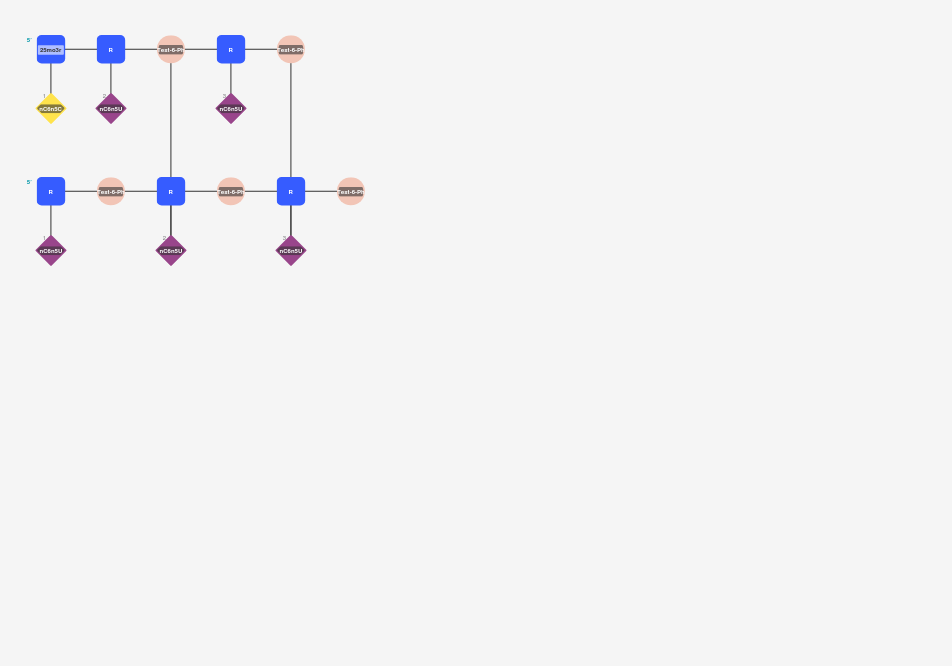 5'
25mo3r R Test-6-Ph R Test-6-Ph
1 2 3
nC6n5C nC6n5U nC6n5U
5'
R Test-6-Ph R Test-6-Ph R Test-6-Ph
1 2 3
nC6n5U nC6n5U nC6n5U